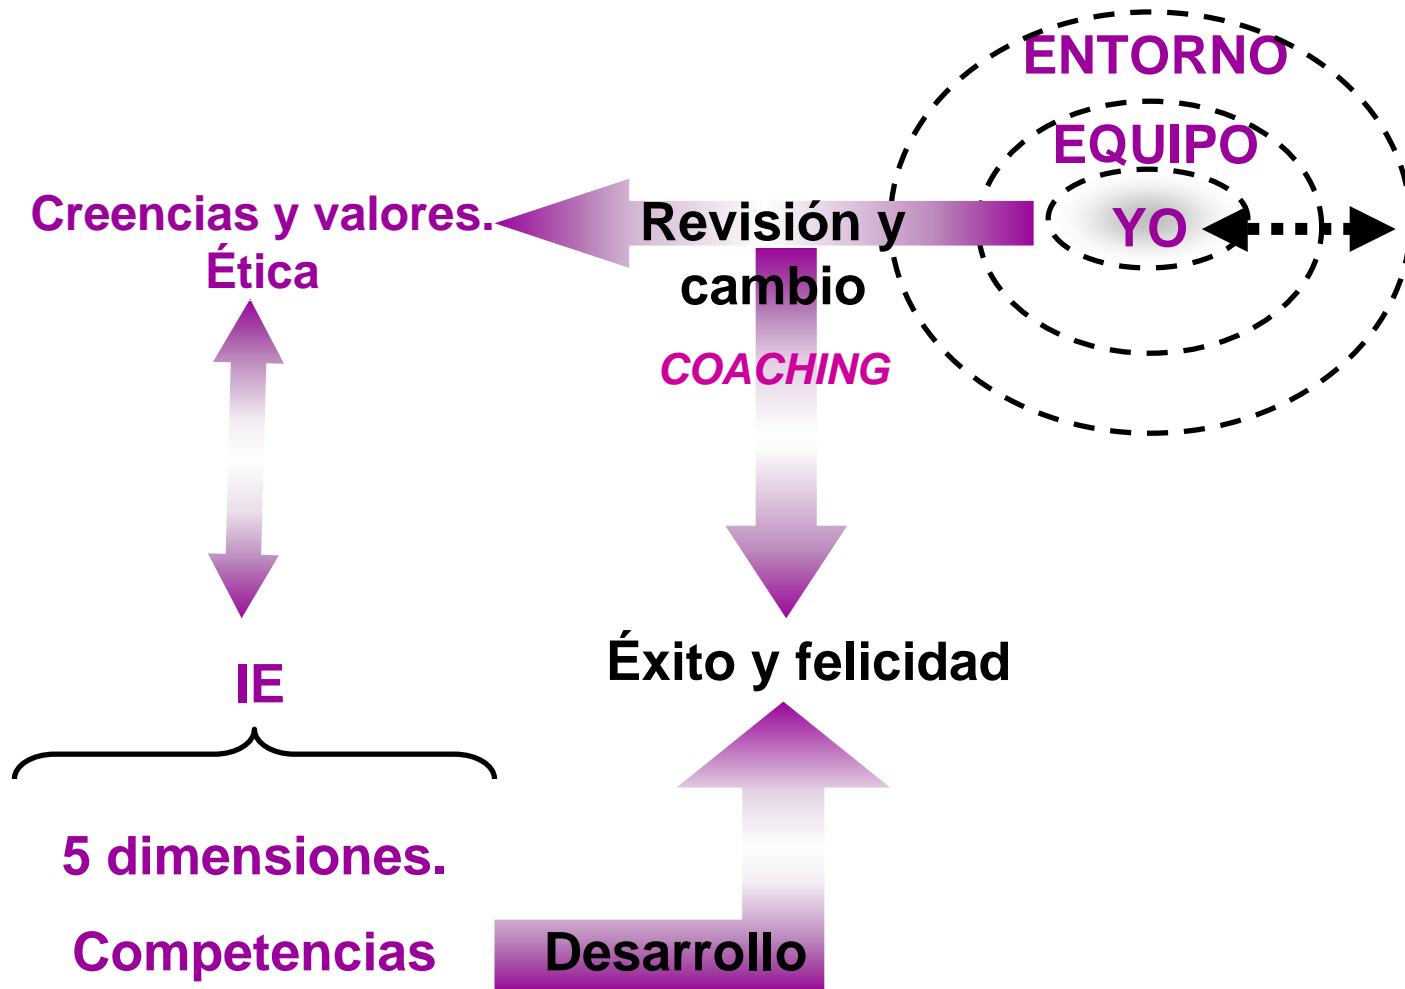 ENTORNO
EQUIPO
YO
Creencias y valores.
Ética
Revisión y
cambio
COACHING
IE
Éxito y felicidad
5 dimensiones.
Competencias
Desarrollo